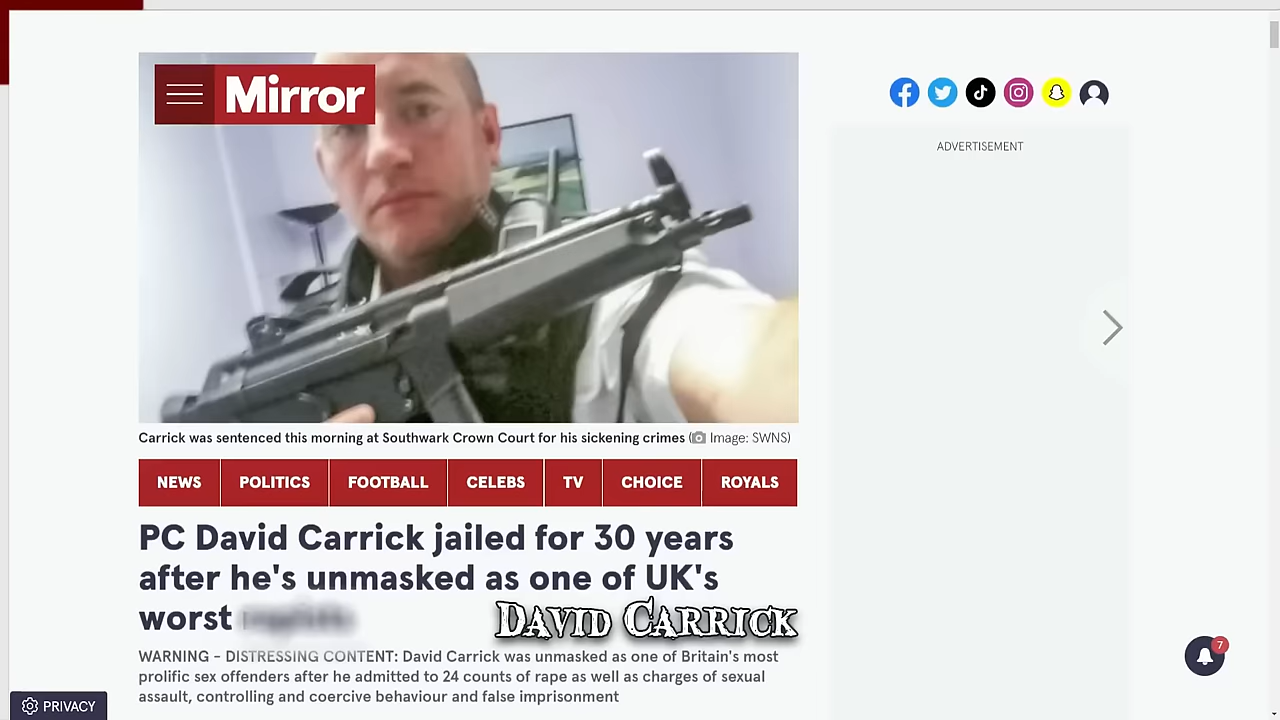 Mirror
ADVERTISEMENT
Carrick was sentenced this morning at Southwark Crown Court for his sickening crimes ( Image: SWNS)
NEWS POLITICS FOOTBALL CELEBS TV CHOICE ROYALS
PC David Carrick jailed for 30 years
after he's unmasked as one of UK's
worst
David Carrick
WARNING - DISTRESSING CONTENT: David Carrick was unmasked as one of Britain's most
prolific sex offenders after he admitted to 24 counts of rape as well as charges of sexual
assault, controlling and coercive behaviour and false imprisonment
7
PRIVACY